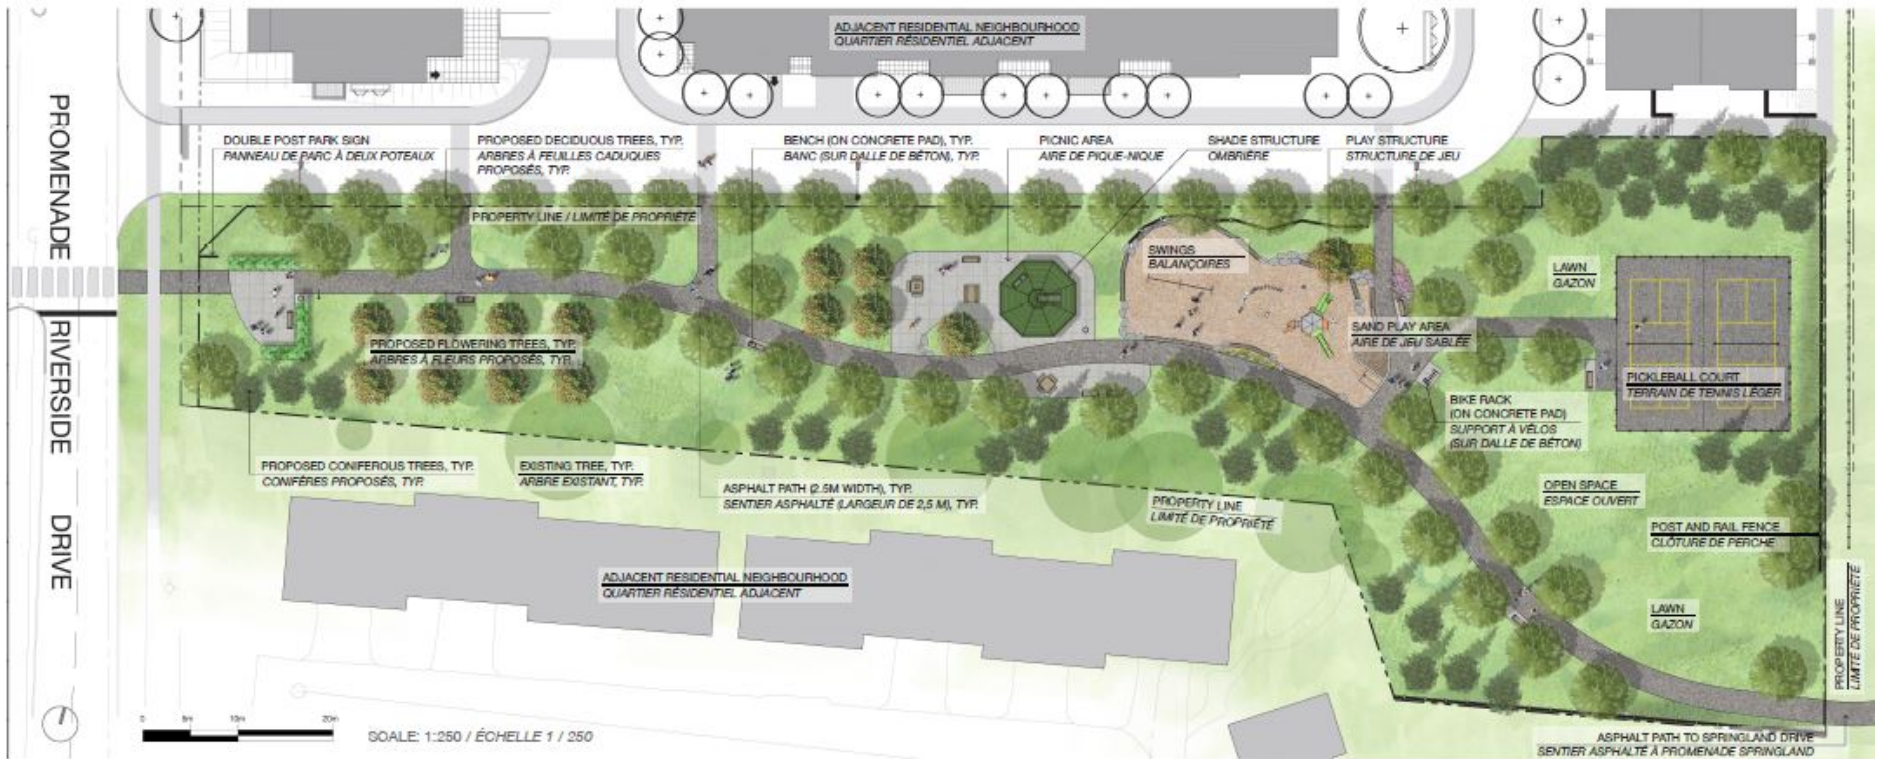 ADJACENT RESIDENTIAL NEIGHBOURHOOD
QUARTIER RÉSIDENTIEL ADJACENT
PROMENADE
RIVERSIDE
DRIVE
DOUBLE POST PARK SIGN
PANNEAU DE PARC À DEUX POTEAUX
PROPOSED DECIDUOUS TREES, TYP.
ARBRES À FEUILLES CADUQUES
PROPOSÉS, TYP.
BENCH (ON CONCRETE PAD), TYP.
BANC (SUR DALLE DE BÉTON), TYP.
PICNIC AREA
AIRE DE PIQUE-NIQUE
SHADE STRUCTURE
OMBRIÈRE
PLAY STRUCTURE
STRUCTURE DE JEU
PROPERTY LINE / LIMITÉ DE PROPRIÉTÉ
SWINGS
BALANÇOIRES
LAWN
GAZON
SAND PLAY AREA
AIRE DE JEU SABLÉE
PROPOSED FLOWERING TREES, TYP.
ARBRES À FLEURS PROPOSÉS, TYP.
PICKLEBALL COURT
TERRAIN DE TENNIS LÉGER
BIKE RACK
(ON CONCRETE PAD)
SUPPORT À VÉLOS
(SUR DALLE DE BÉTON)
PROPOSED CONIFEROUS TREES, TYP.
CONIFÈRES PROPOSÉS, TYP.
EXISTING TREE, TYP.
ARBRE EXISTANT, TYP.
ASPHALT PATH (2.5M WIDTH), TYP.
SENTIER ASPHALTÉ (LARGEUR DE 2,5 M), TYP.
PROPERTY LINE
LIMITÉ DE PROPRIÉTÉ
OPEN SPACE
ESPACE OUVERT
POST AND RAIL FENCE
CLÔTURE DE PERCHE
ADJACENT RESIDENTIAL NEIGHBOURHOOD
QUARTIER RÉSIDENTIEL ADJACENT
LAWN
GAZON
PROPERTY LINE
LIMITÉ DE PROPRIÉTÉ
0 5m 10m 20m
SCALE: 1:250 / ÉCHELLE 1 / 250
ASPHALT PATH TO SPRINGLAND DRIVE
SENTIER ASPHALTÉ À PROMENADE SPRINGLAND